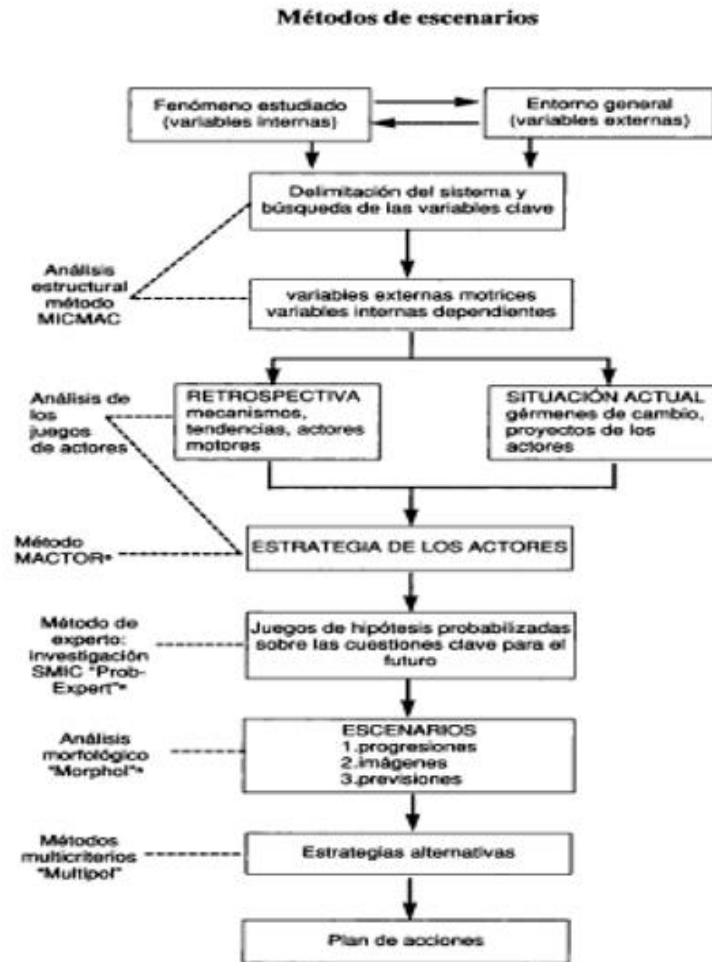 Métodos de escenarios
Fenómeno estudiado
(variables internas)
Entorno general
(variables externas)
Delimitación del sistema y
búsqueda de las variables clave
Análisis
estructural
método
MICMAC
variables externas motrices
variables internas dependientes
Análisis de
los
juegos
de actores
RETROSPECTIVA
mecanismos,
tendencias, actores
motores
SITUACIÓN ACTUAL
gérmenes de cambio,
proyectos de los
actores
Método
MACTOR®
ESTRATEGIA DE LOS ACTORES
Método de
experto:
investigación
SMIC "Prob-
Expert"®
Juegos de hipótesis probabilizadas
sobre las cuestiones clave para el
futuro
Análisis
morfológico
"Morphol"®
ESCENARIOS
1.progresiones
2.imágenes
3.previsiones
Métodos
multicriterios
"Multipol"
Estrategias alternativas
Plan de acciones